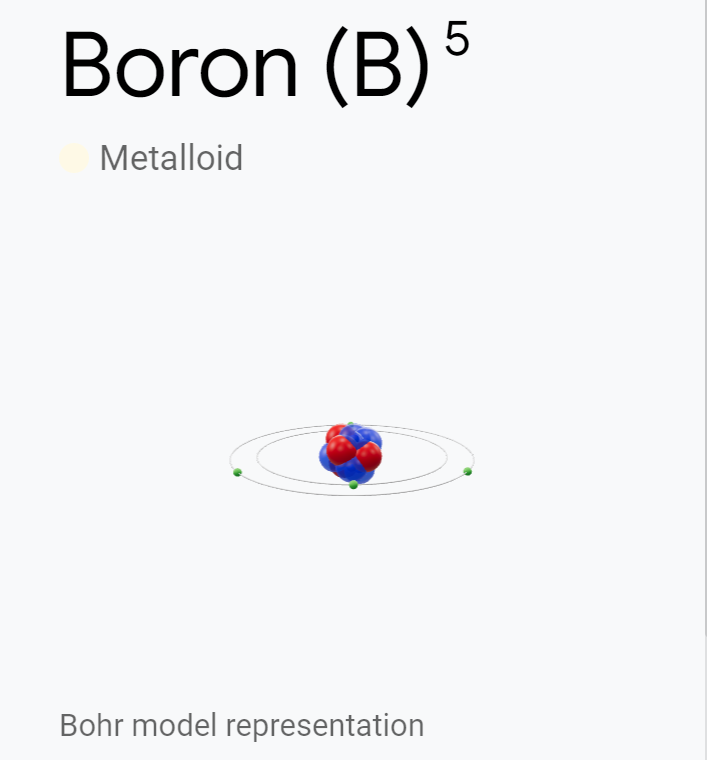 Boron (B)⁵
Metalloid
Bohr model representation